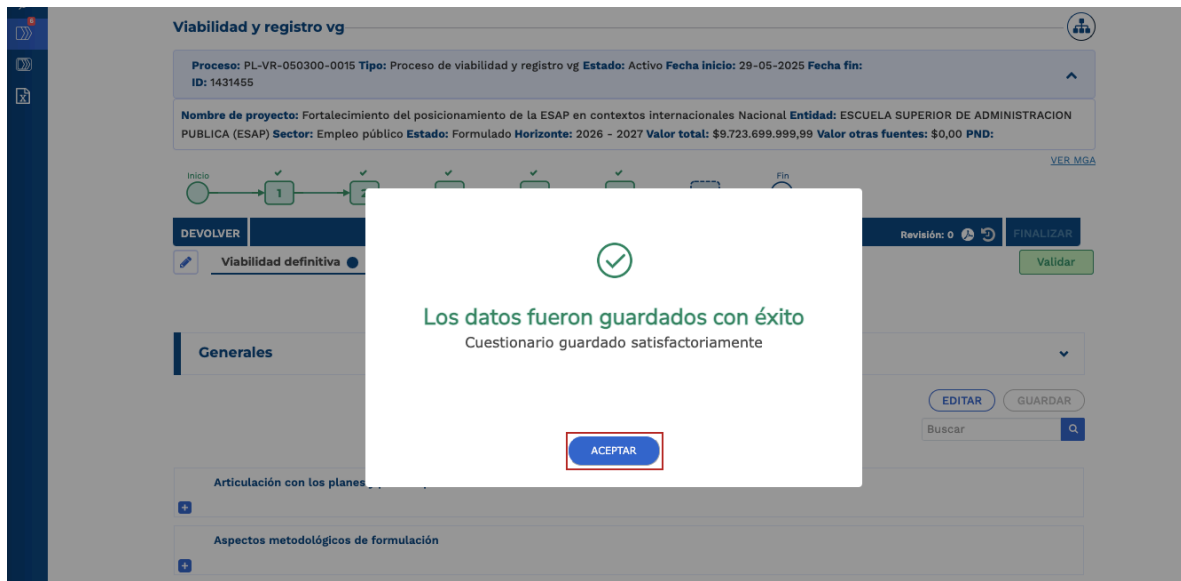 5
Viabilidad y registro vg
Proceso: PL-VR-050300-0015 Tipo: Proceso de viabilidad y registro vg Estado: Activo Fecha inicio: 29-05-2025 Fecha fin:
ID: 1431455
Nombre de proyecto: Fortalecimiento del posicionamiento de la ESAP en contextos internacionales Nacional Entidad: ESCUELA SUPERIOR DE ADMINISTRACION
PUBLICA (ESAP) Sector: Empleo público Estado: Formulado Horizonte: 2026 - 2027 Valor total: $9.723.699.999,99 Valor otras fuentes: $0,00 PND:
VER MGA
Inicio
Fin
1
2
DEVOLVER
Revisión: 0
FINALIZAR
Viabilidad definitiva
Validar
Los datos fueron guardados con éxito
Cuestionario guardado satisfactoriamente
Generales
EDITAR
GUARDAR
Buscar
ACEPTAR
Articulación con los planes
Aspectos metodológicos de formulación